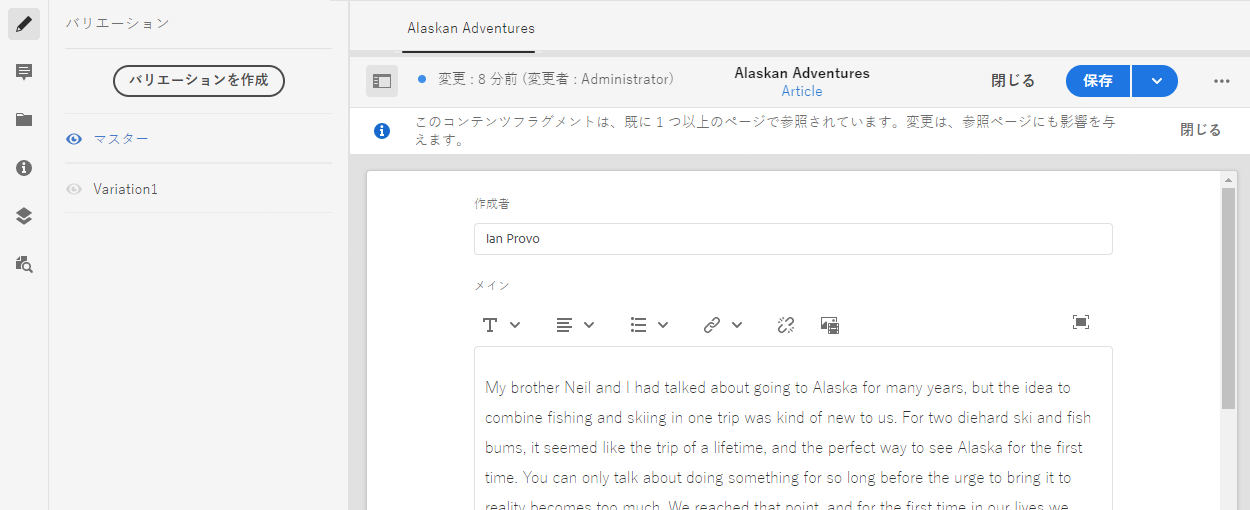 バリエーション
バリエーションを作成
マスター
Variation1
Alaskan Adventures
変更 : 8 分前 (変更者 : Administrator)
Alaskan Adventures
Article
閉じる
保存
このコンテンツフラグメントは、既に 1 つ以上のページで参照されています。変更は、参照ページにも影響を与
えます。
閉じる
作成者
Ian Provo
メイン
My brother Neil and I had talked about going to Alaska for many years, but the idea to
combine fishing and skiing in one trip was kind of new to us. For two diehard ski and fish
bums, it seemed like the trip of a lifetime, and the perfect way to see Alaska for the first
time. You can only talk about doing something for so long before the urge to bring it to
reality becomes too much. We reached that point, and for the first time in our lives we